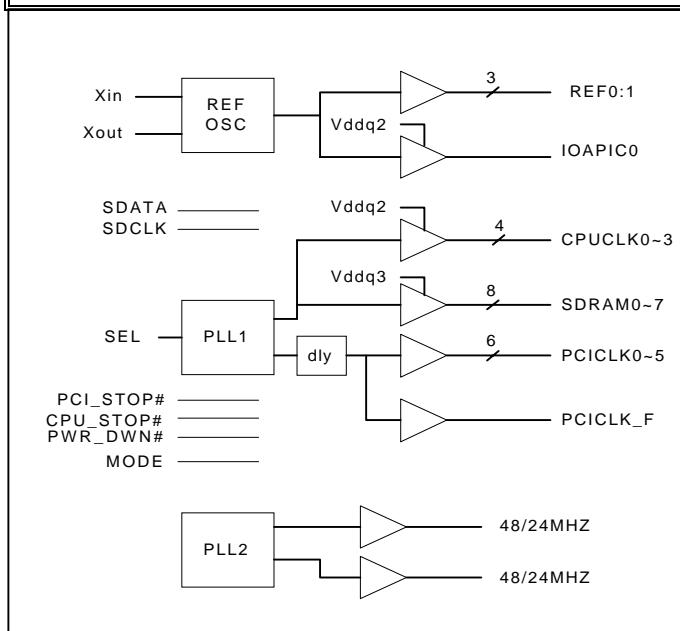 3
Xin
REF
OSC
REF0:1
Xout
Vddq2
IOAPIC0
SDATA
SDCLK
Vddq2
4
CPUCLK0~3
Vddq3
8
SDRAM0~7
SEL
PLL1
dly
6
PCICLK0~5
PCI_STOP#
CPU_STOP#
PWR_DWN#
MODE
PCICLK_F
PLL2
48/24MHZ
48/24MHZ